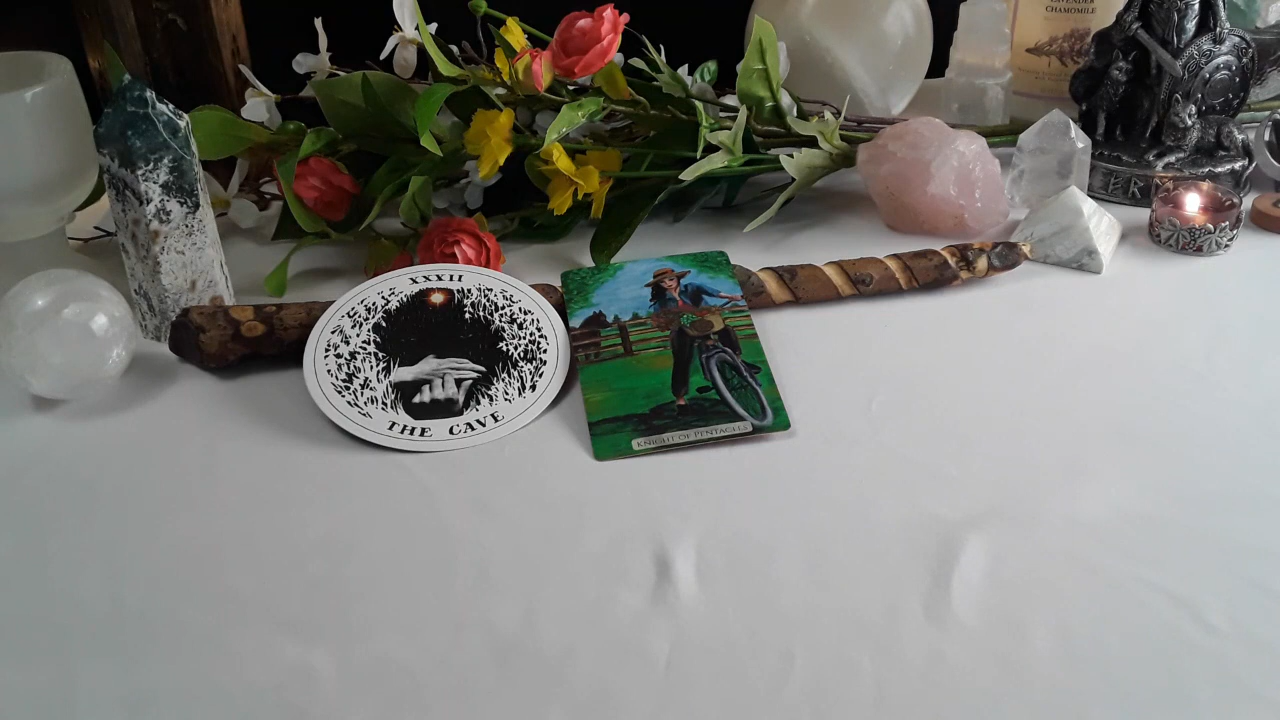 LAVENDER
CHAMOMILE
XXXII
THE CAVE
KNIGHT OF PENTACLES